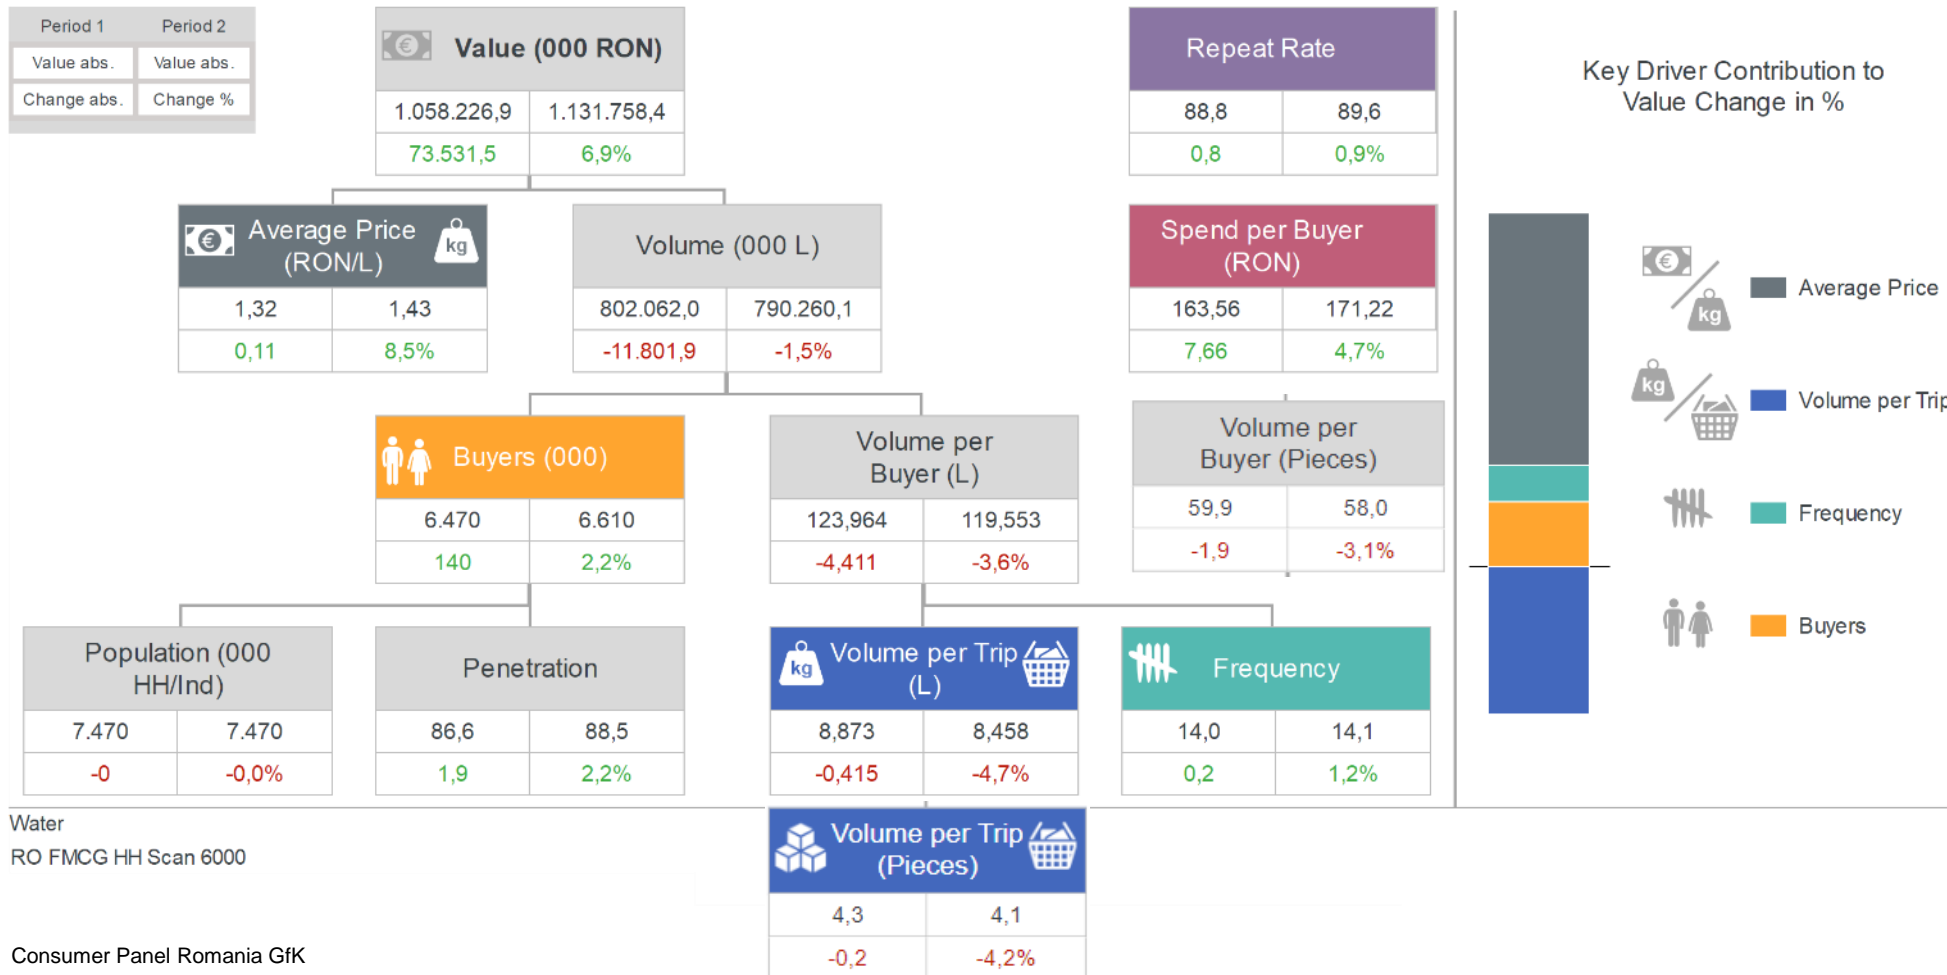 Period 1 Period 2
Value abs. Value abs.
Change abs. Change %
Value (000 RON)
1.058.226,9 1.131.758,4
73.531,5 6,9%
Repeat Rate
88,8 89,6
0,8 0,9%
Key Driver Contribution to
Value Change in %
Average Price
(RON/L)
kg
1,32 1,43
0,11 8,5%
Volume (000 L)
802.062,0 790.260,1
-11.801,9 -1,5%
Spend per Buyer
(RON)
163,56 171,22
7,66 4,7%
Buyers (000)
6.470 6.610
140 2,2%
Volume per
Buyer (L)
123,964 119,553
-4,411 -3,6%
Volume per
Buyer (Pieces)
59,9 58,0
-1,9 -3,1%
Population (000
HH/Ind)
7.470 7.470
-0 -0,0%
Penetration
86,6 88,5
1,9 2,2%
kg
Volume per Trip
(L)
8,873 8,458
-0,415 -4,7%
Frequency
14,0 14,1
0,2 1,2%
Volume per Trip
(Pieces)
4,3 4,1
-0,2 -4,2%
kg
Average Price
kg
Volume per Trip
Frequency
Buyers
Water
RO FMCG HH Scan 6000
Consumer Panel Romania GfK